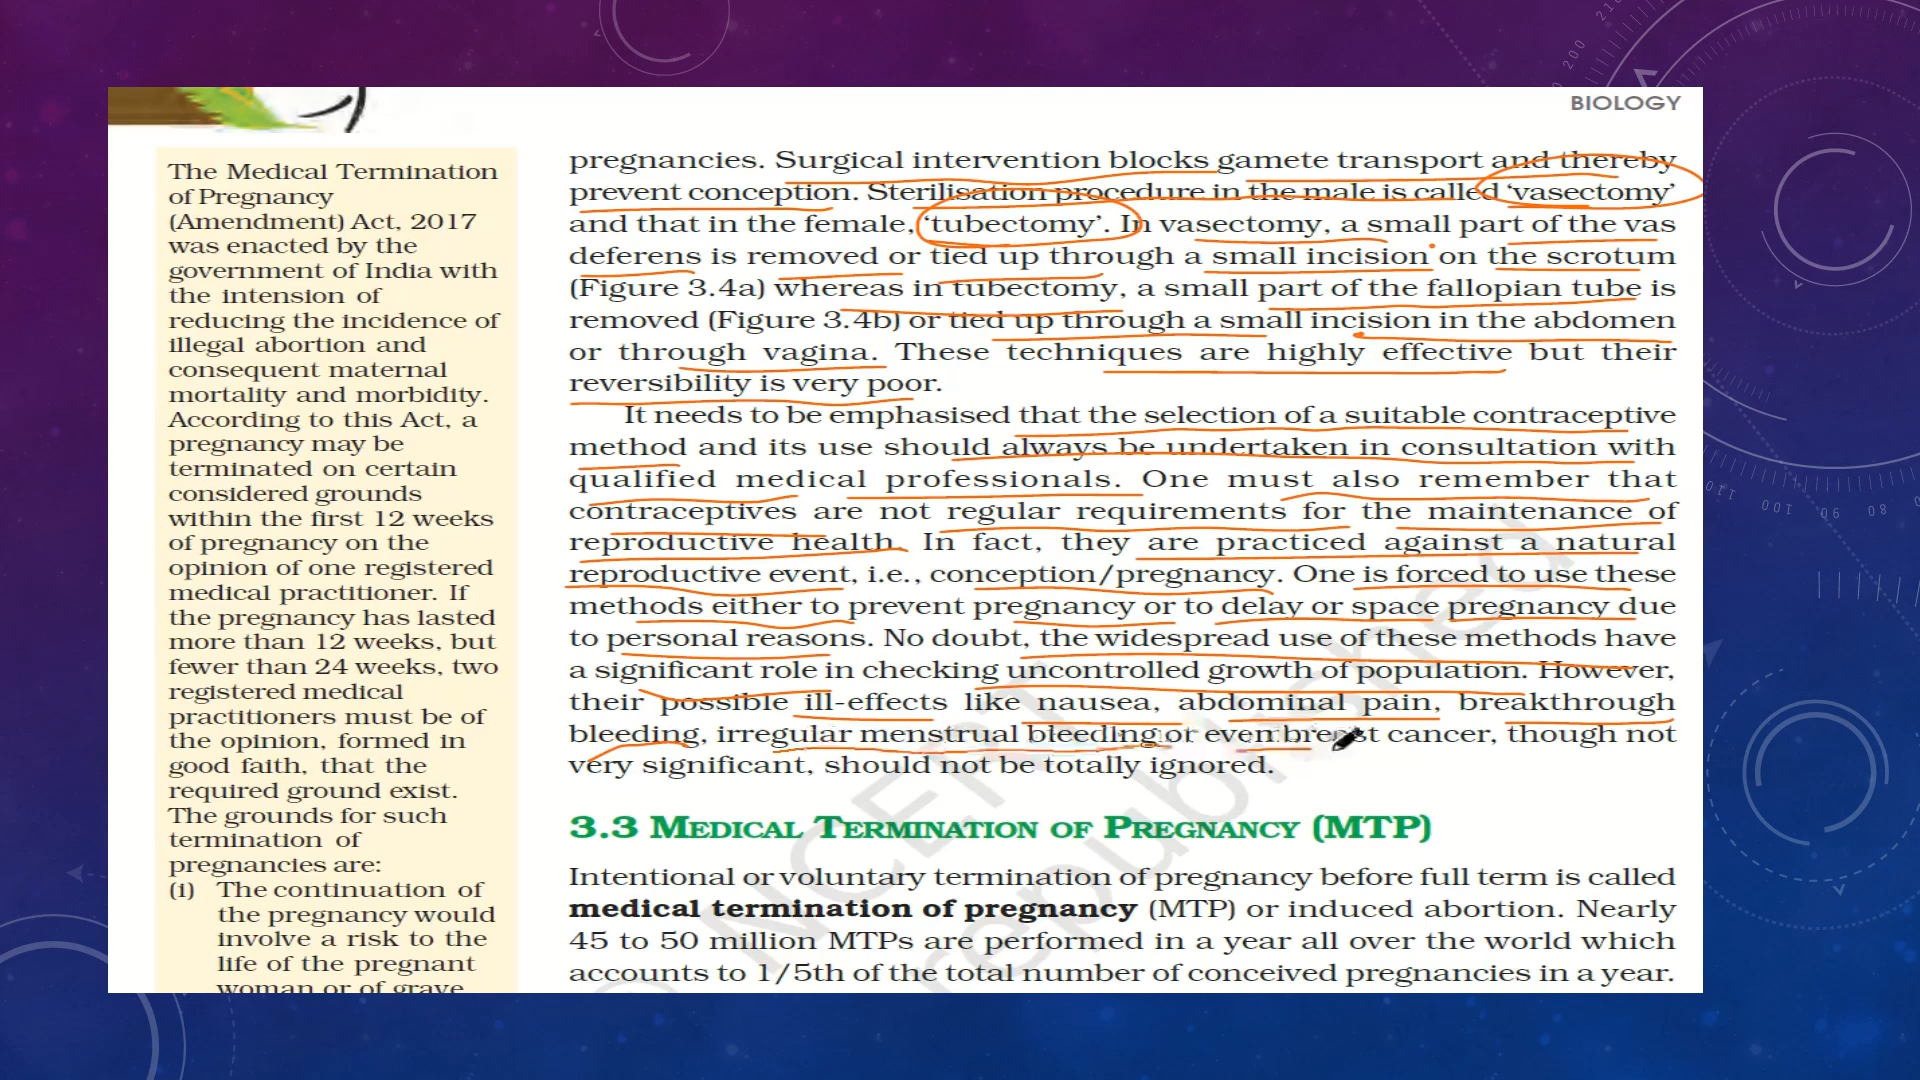 BIOLOGY
The Medical Termination
of Pregnancy
(Amendment) Act, 2017
was enacted by the
government of India with
the intension of
reducing the incidence of
illegal abortion and
consequent maternal
mortality and morbidity.
According to this Act, a
pregnancy may be
terminated on certain
considered grounds
within the first 12 weeks
of pregnancy on the
opinion of one registered
medical practitioner. If
the pregnancy has lasted
more than 12 weeks, but
fewer than 24 weeks, two
registered medical
practitioners must be of
the opinion, formed in
good faith, that the
required ground exist.
The grounds for such
termination of
pregnancies are:
(i) The continuation of
the pregnancy would
involve a risk to the
life of the pregnant
woman or of grave
pregnancies. Surgical intervention blocks gamete transport and thereby
prevent conception. Sterilisation procedure in the male is called ‘vasectomy’
and that in the female, ‘tubectomy’. In vasectomy, a small part of the vas
deferens is removed or tied up through a small incision on the scrotum
(Figure 3.4a) whereas in tubectomy, a small part of the fallopian tube is
removed (Figure 3.4b) or tied up through a small incision in the abdomen
or through vagina. These techniques are highly effective but their
reversibility is very poor.
It needs to be emphasised that the selection of a suitable contraceptive
method and its use should always be undertaken in consultation with
qualified medical professionals. One must also remember that
contraceptives are not regular requirements for the maintenance of
reproductive health. In fact, they are practiced against a natural
reproductive event, i.e., conception/pregnancy. One is forced to use these
methods either to prevent pregnancy or to delay or space pregnancy due
to personal reasons. No doubt, the widespread use of these methods have
a significant role in checking uncontrolled growth of population. However,
their possible ill-effects like nausea, abdominal pain, breakthrough
bleeding, irregular menstrual bleeding or even breast cancer, though not
very significant, should not be totally ignored.
3.3 MEDICAL TERMINATION OF PREGNANCY (MTP)
Intentional or voluntary termination of pregnancy before full term is called
medical termination of pregnancy (MTP) or induced abortion. Nearly
45 to 50 million MTPs are performed in a year all over the world which
accounts to 1/5th of the total number of conceived pregnancies in a year.
NCERT
republished
210
200
110
100
90
80